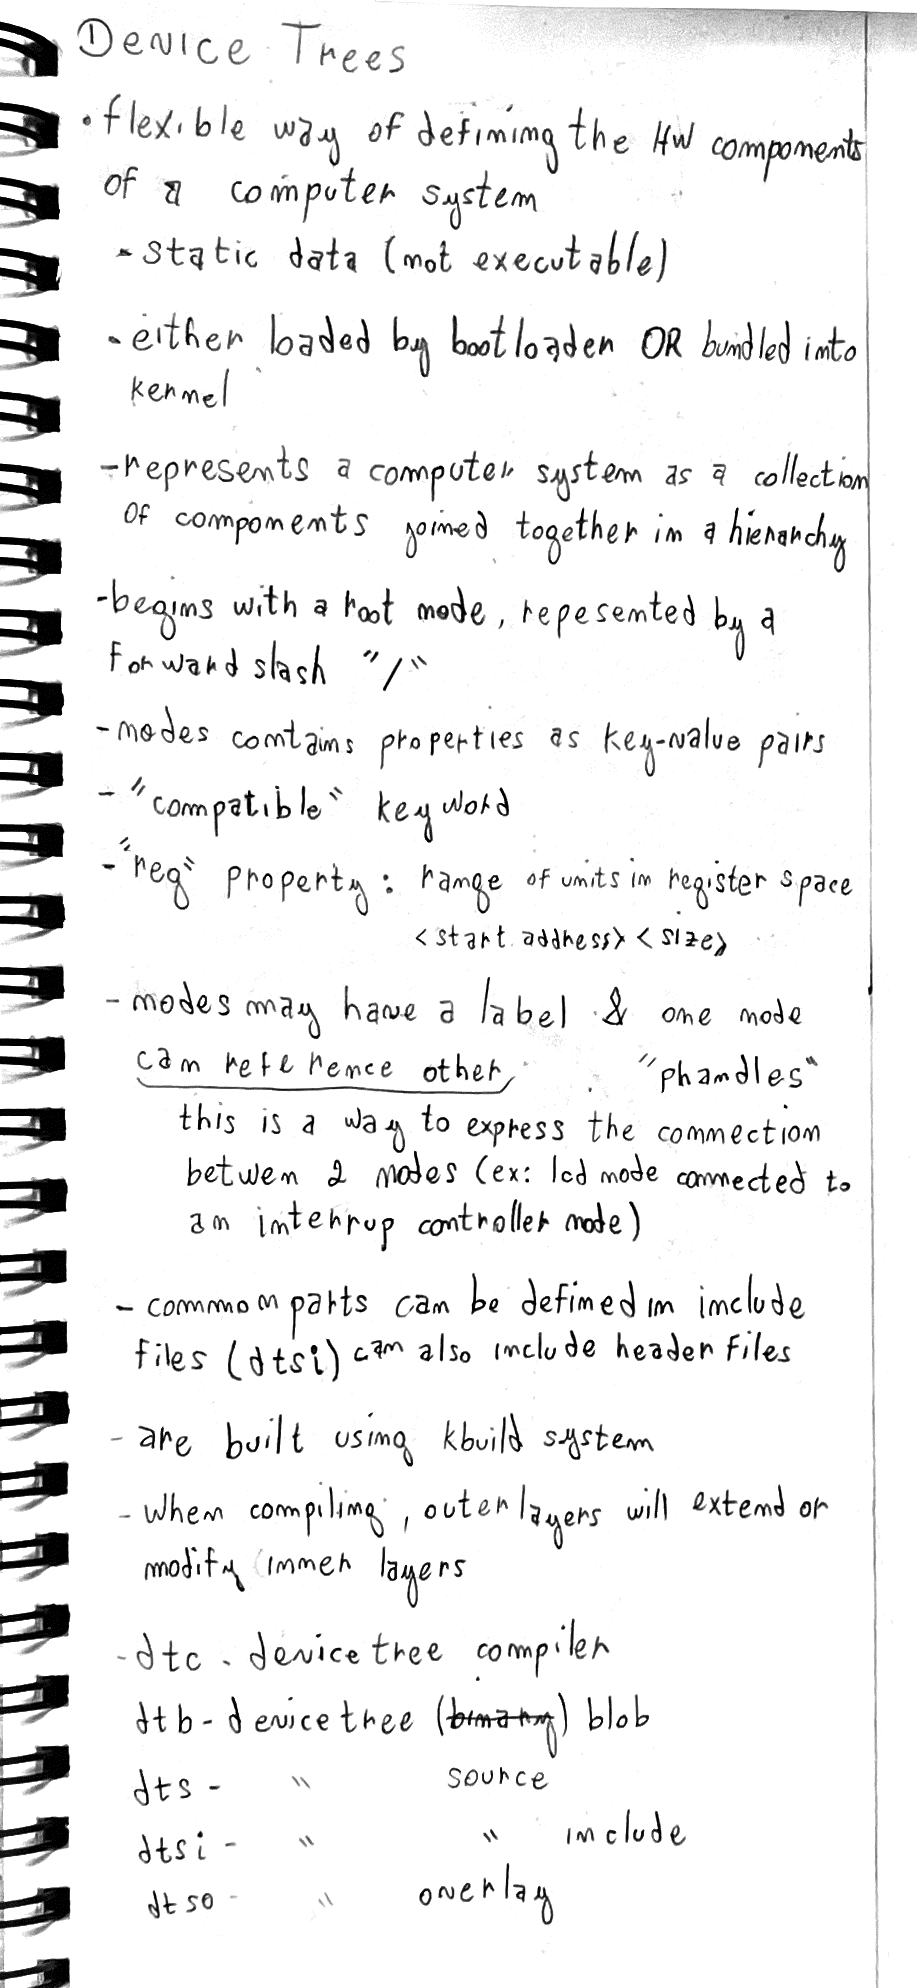 ① Device Trees
• flexible way of defining the HW components
of a computer system
- static data (not executable)
- either loaded by bootloader OR bundled into
kernel
- represents a computer system as a collection
of components joined together in a hierarchy
- begins with a root node, repesented by a
forward slash "/"
- nodes contains properties as key-value pairs
- "compatible" keyword
- "reg" property: range of units in register space
<start address> <size>
- nodes may have a label & one node
can reference other "phandles"
this is a way to express the connection
betwen 2 nodes (ex: lcd node connected to
an interrup controller node)
- common parts can be defined in include
files (dtsi) can also include header files
- are built using kbuild system
- when compiling, outer layers will extend or
modify inner layers
- dtc - device tree compiler
dtb - device tree (binary) blob
dts - " source
dtsi - " " include
dtso - " overlay